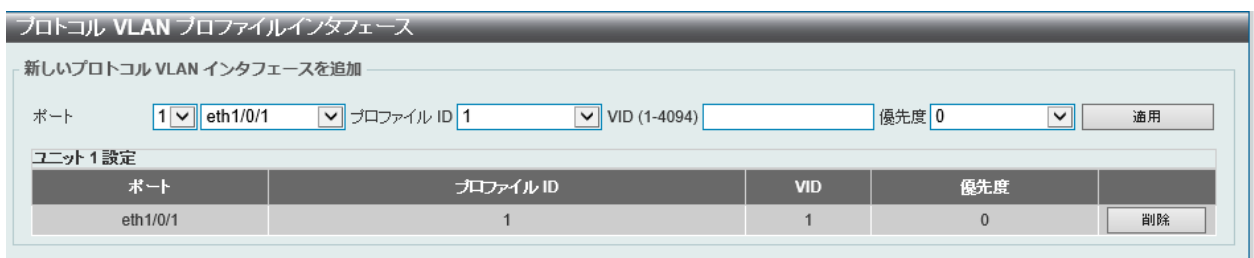 プロトコル VLAN プロファイルインタフェース
新しいプロトコル VLAN インタフェースを追加
ポート 1 eth1/0/1 プロファイル ID 1 VID (1-4094) 優先度 0 適用
ユニット 1 設定
ポート プロファイル ID VID 優先度
eth1/0/1 1 1 0 削除